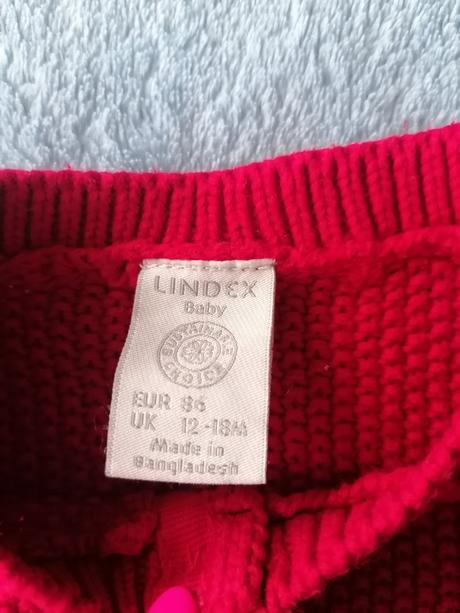 LINDEX
Baby
SUSTAINABLE
CHOICE
EUR 86
UK 12-18M
Made in
Bangladesh